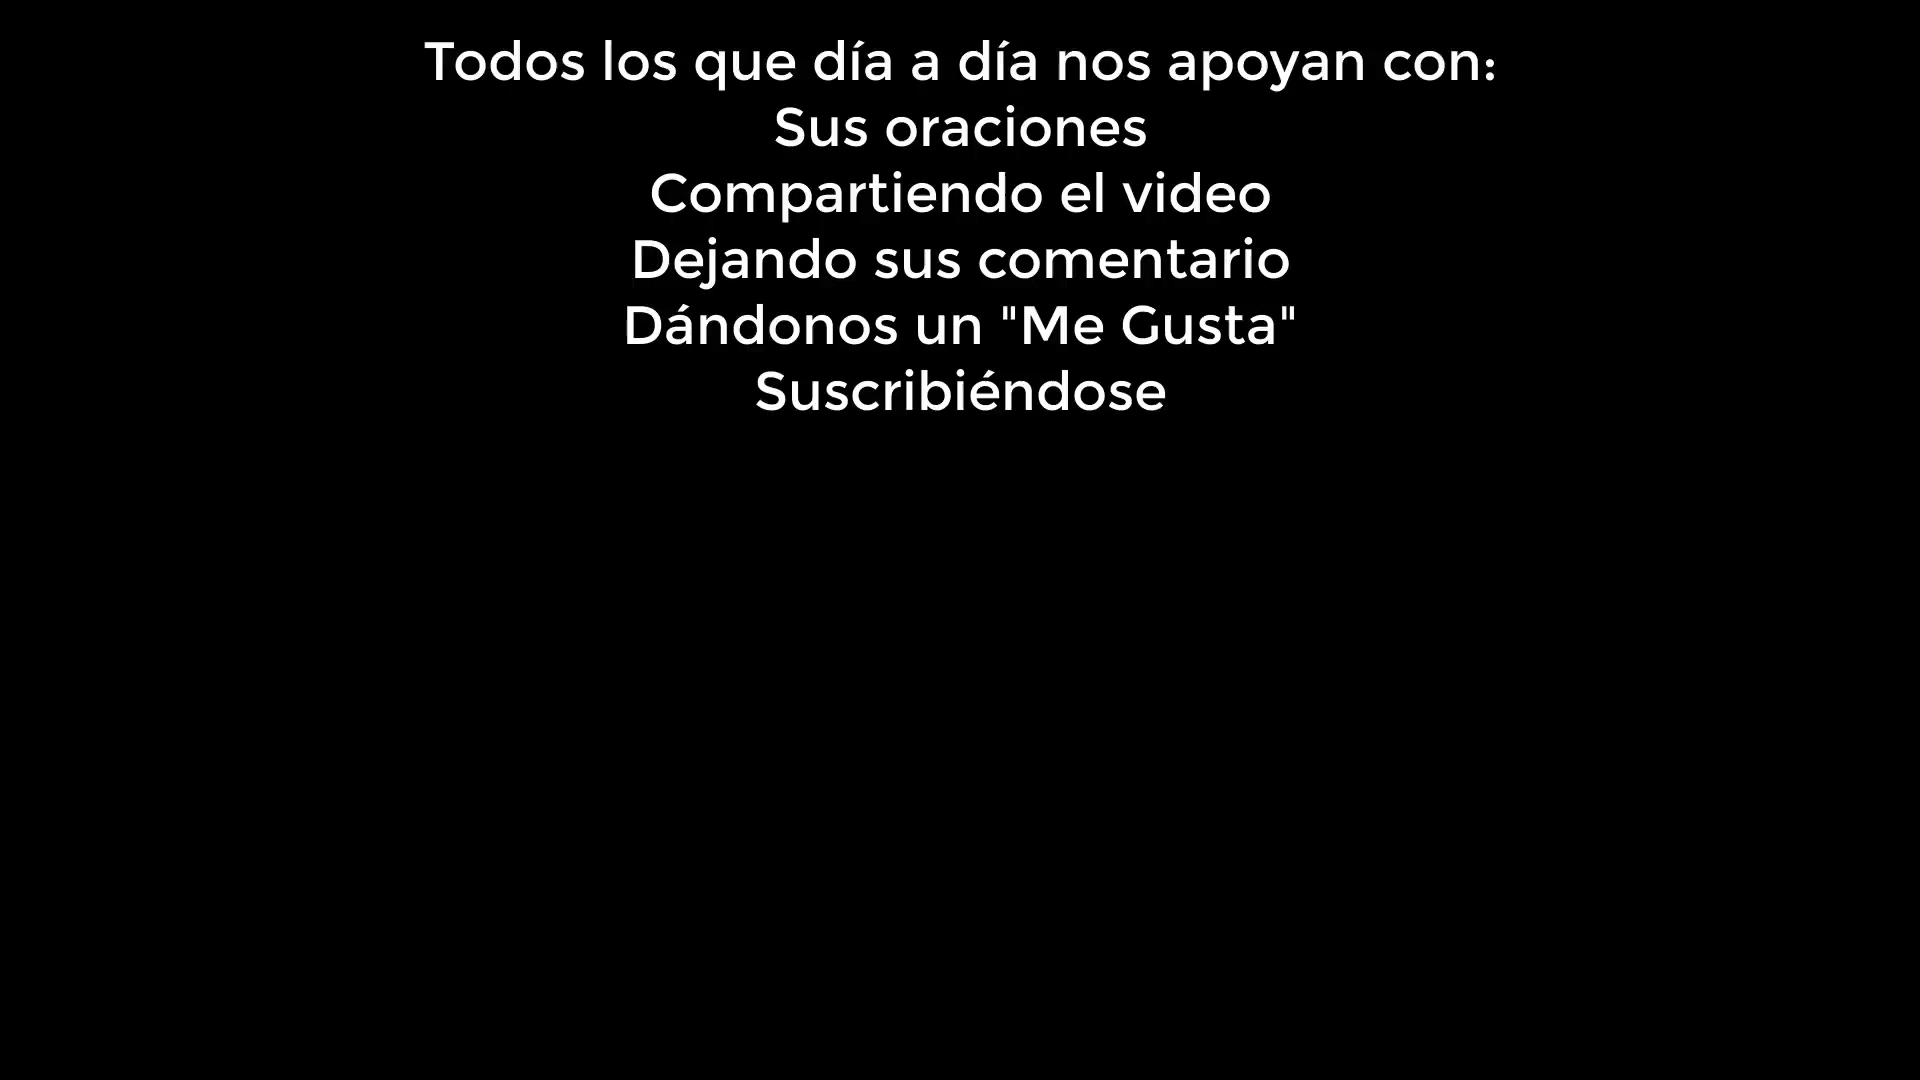 Todos los que día a día nos apoyan con:
Sus oraciones
Compartiendo el video
Dejando sus comentario
Dándonos un "Me Gusta"
Suscribiéndose